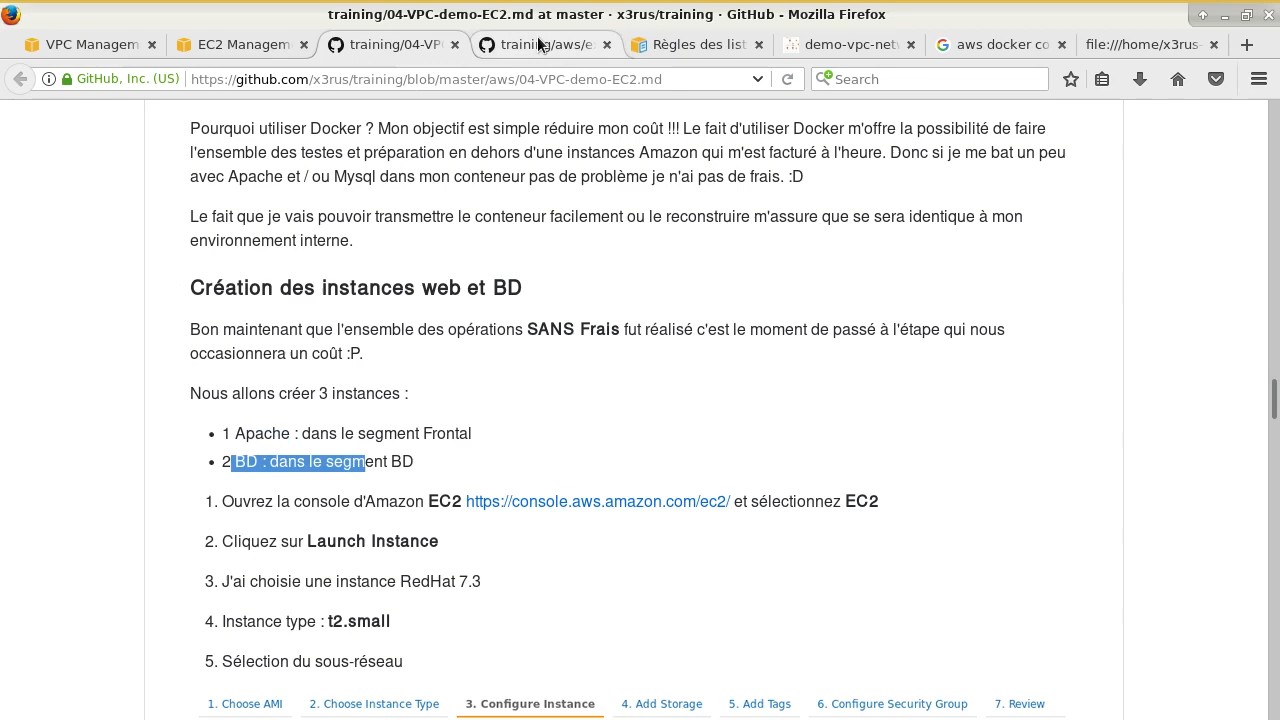 training/04-VPC-demo-EC2.md at master · x3rus/training · GitHub - Mozilla Firefox
VPC Managem
EC2 Managem
training/04-VP
training/aws/e
Règles des list
demo-vpc-net
aws docker co
file:///home/x3rus-
GitHub, Inc. (US)
https://github.com/x3rus/training/blob/master/aws/04-VPC-demo-EC2.md
Search
Pourquoi utiliser Docker ? Mon objectif est simple réduire mon coût !!! Le fait d'utiliser Docker m'offre la possibilité de faire
l'ensemble des testes et préparation en dehors d'une instances Amazon qui m'est facturé à l'heure. Donc si je me bat un peu
avec Apache et / ou Mysql dans mon conteneur pas de problème je n'ai pas de frais. :D
Le fait que je vais pouvoir transmettre le conteneur facilement ou le reconstruire m'assure que se sera identique à mon
environnement interne.
Création des instances web et BD
Bon maintenant que l'ensemble des opérations SANS Frais fut réalisé c'est le moment de passé à l'étape qui nous
occasionnera un coût :P.
Nous allons créer 3 instances :
• 1 Apache : dans le segment Frontal
• 2 BD : dans le segment BD
1. Ouvrez la console d'Amazon EC2 https://console.aws.amazon.com/ec2/ et sélectionnez EC2
2. Cliquez sur Launch Instance
3. J'ai choisie une instance RedHat 7.3
4. Instance type : t2.small
5. Sélection du sous-réseau
1. Choose AMI 2. Choose Instance Type 3. Configure Instance 4. Add Storage 5. Add Tags 6. Configure Security Group 7. Review